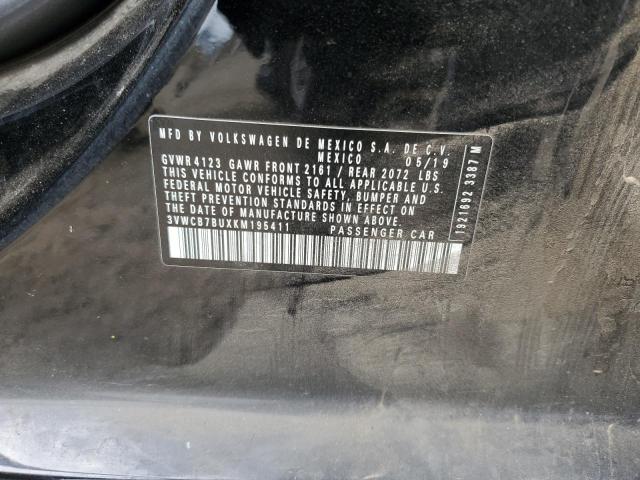 MFD BY VOLKSWAGEN DE MEXICO S.A. DE C.V.
MEXICO 05/19
GVWR 4123 GAWR FRONT 2161 / REAR 2072 LBS
THIS VEHICLE CONFORMS TO ALL APPLICABLE U.S.
FEDERAL MOTOR VEHICLE SAFETY, BUMPER AND
THEFT PREVENTION STANDARDS IN EFFECT ON
THE DATE OF MANUFACTURE SHOWN ABOVE.
3VWCB7BUXKM195411 PASSENGER CAR
1921692 3387 M